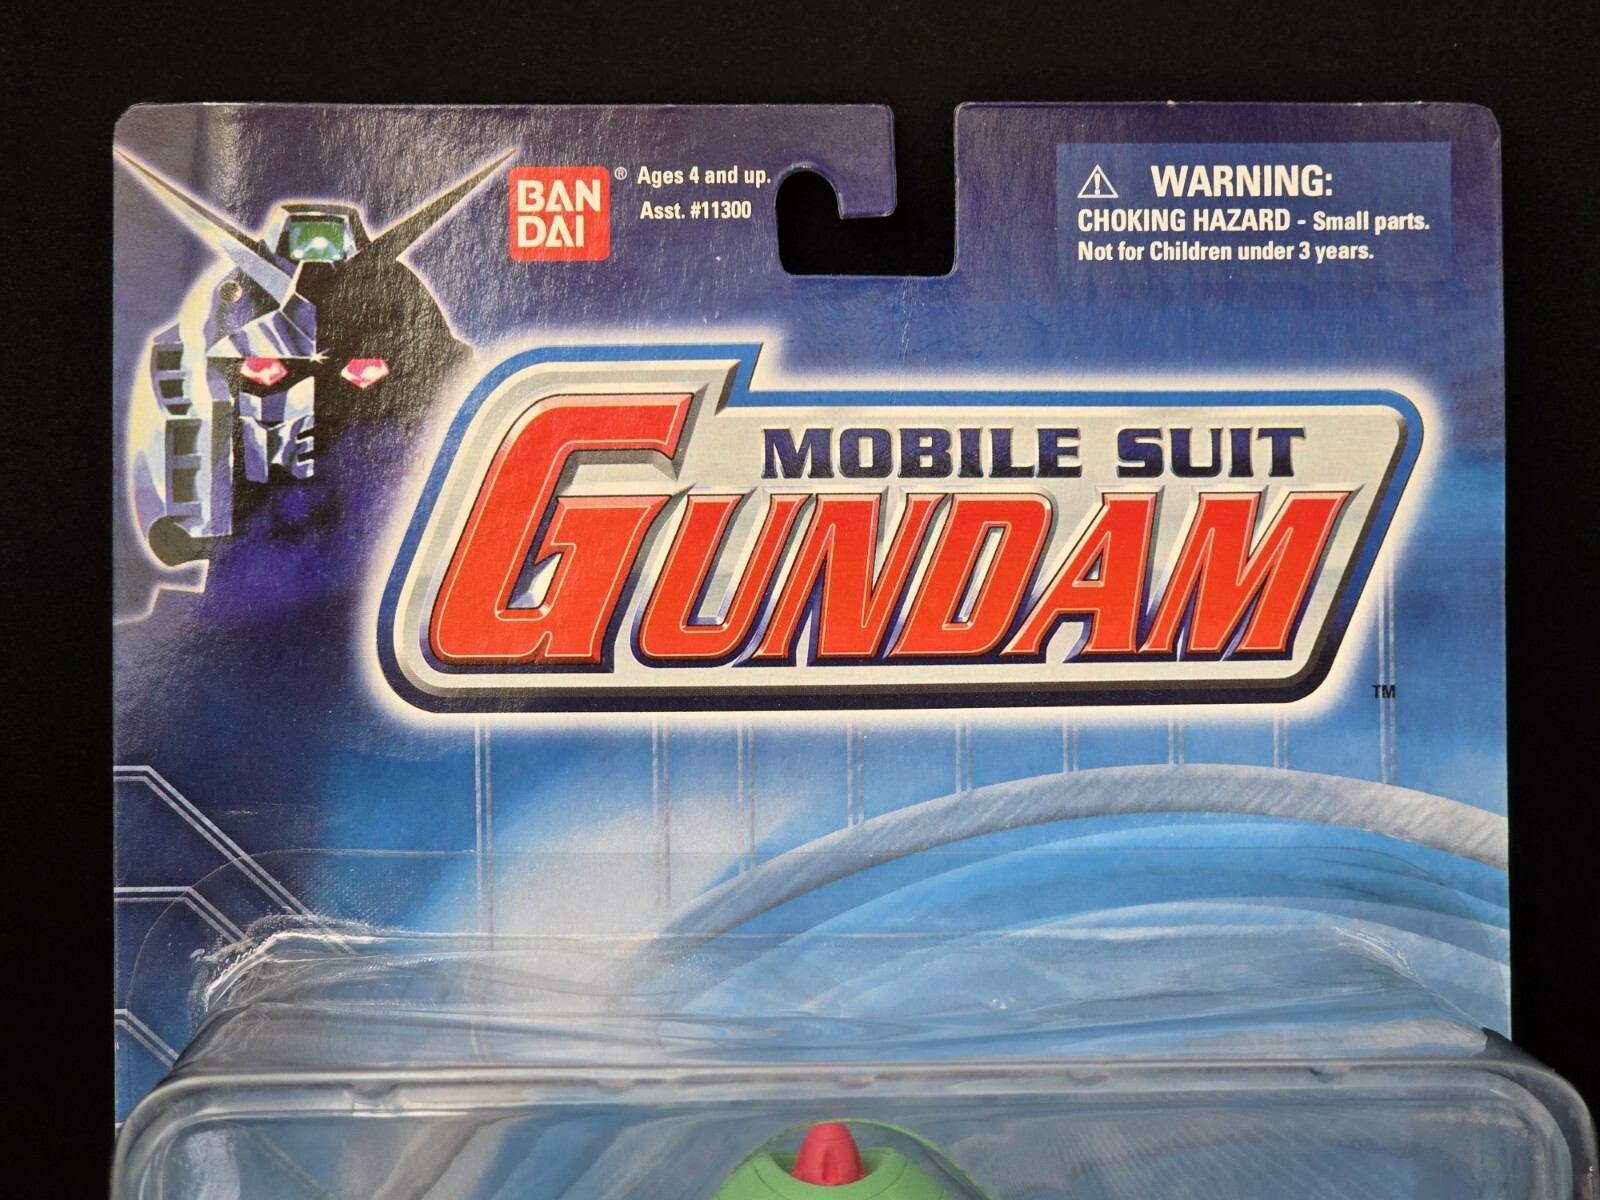 BAN
DAI
®
Ages 4 and up.
Asst. #11300
⚠ WARNING:
CHOKING HAZARD - Small parts.
Not for Children under 3 years.
MOBILE SUIT
GUNDAM
TM